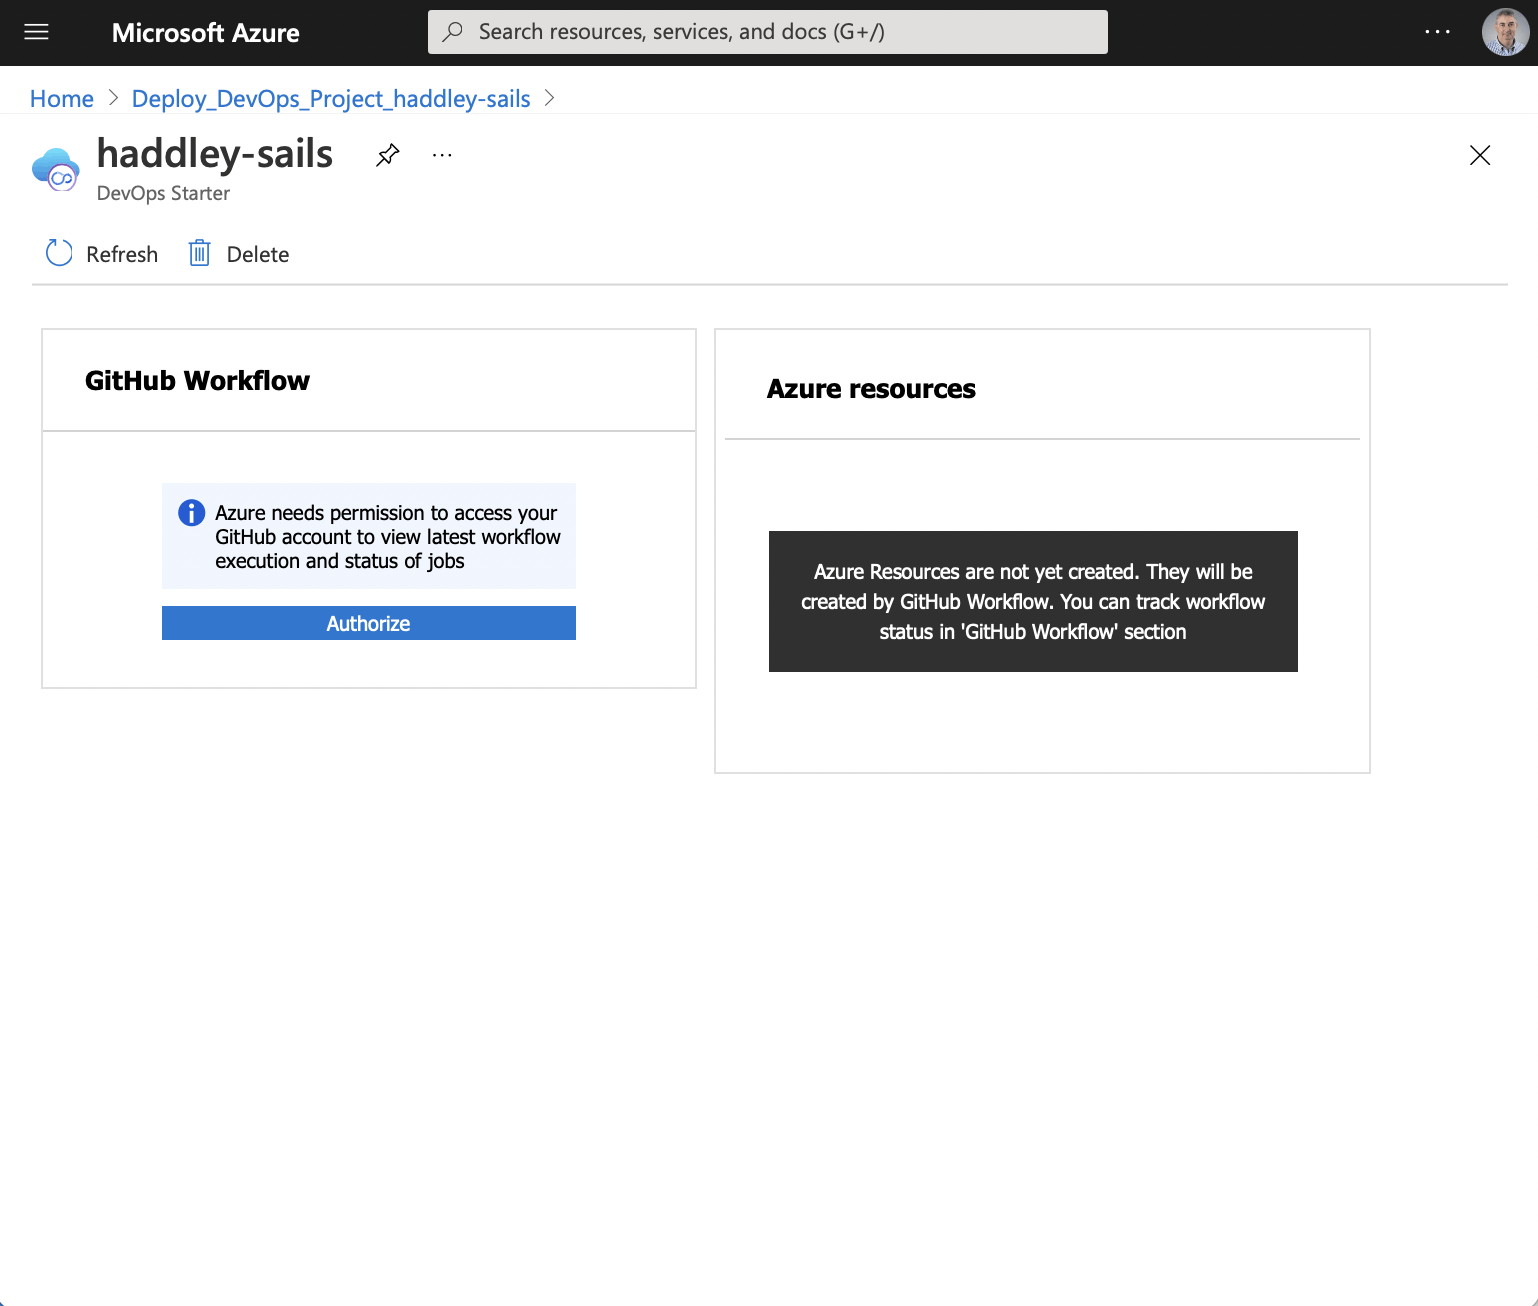 Microsoft Azure
Search resources, services, and docs (G+/)
Home
Deploy_DevOps_Project_haddley-sails
haddley-sails
DevOps Starter
Refresh
Delete
GitHub Workflow
Azure needs permission to access your
GitHub account to view latest workflow
execution and status of jobs
Authorize
Azure resources
Azure Resources are not yet created. They will be
created by GitHub Workflow. You can track workflow
status in 'GitHub Workflow' section